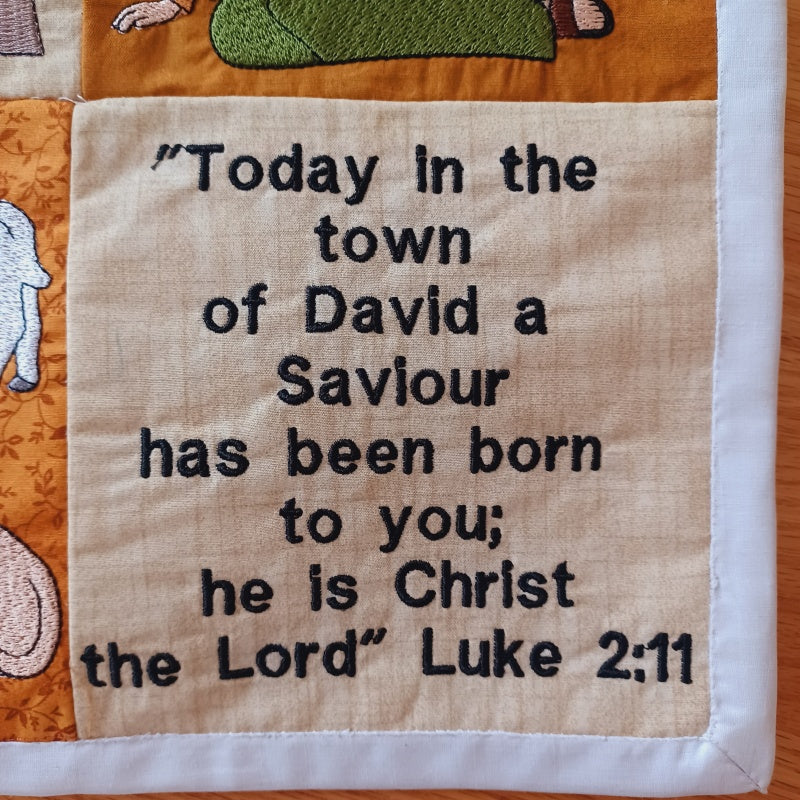 "Today in the
town
of David a
Saviour
has been born
to you;
he is Christ
the Lord" Luke 2:11